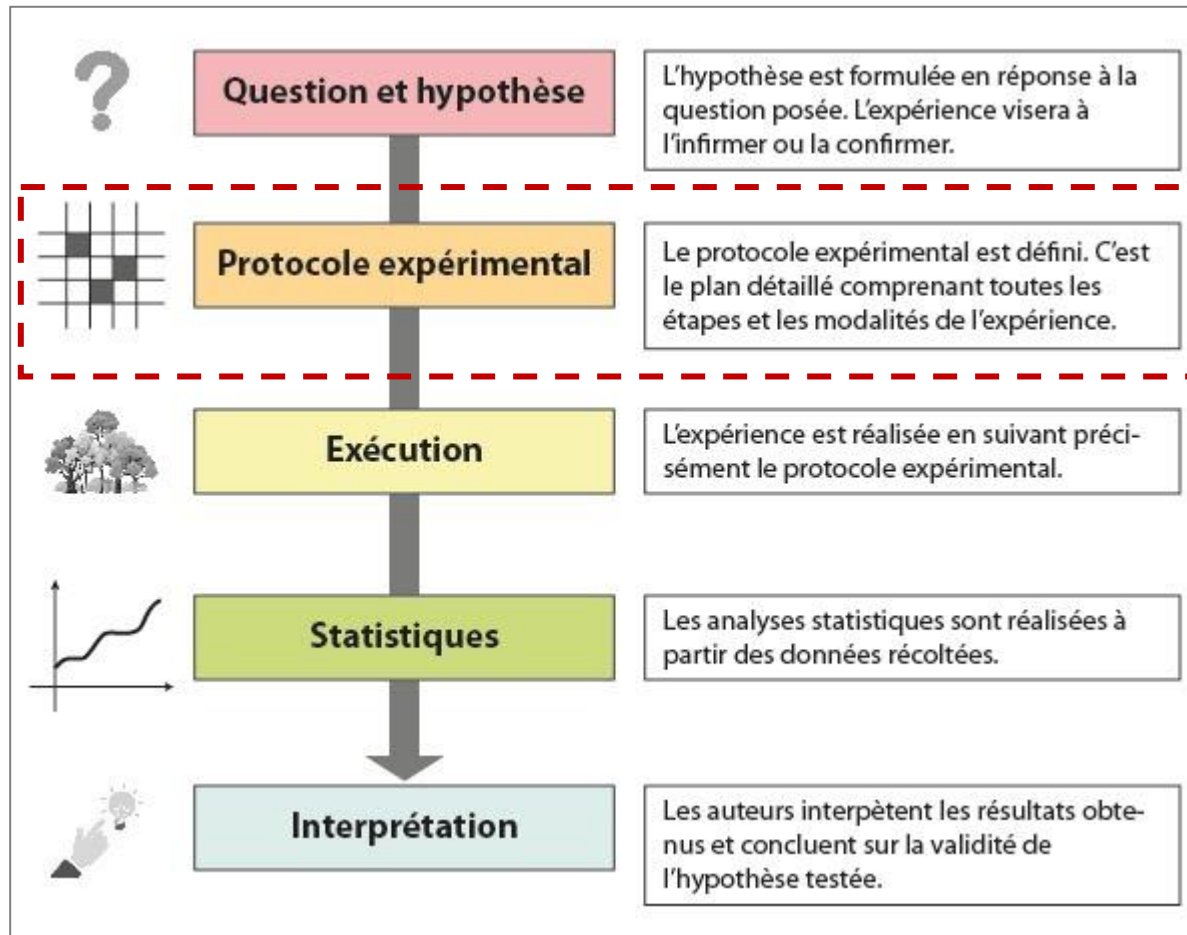 ?
Question et hypothèse
L'hypothèse est formulée en réponse à la
question posée. L'expérience visera à
l'infirmer ou la confirmer.
Protocole expérimental
Le protocole expérimental est défini. C'est
le plan détaillé comprenant toutes les
étapes et les modalités de l'expérience.
Exécution
L'expérience est réalisée en suivant préci-
sément le protocole expérimental.
Statistiques
Les analyses statistiques sont réalisées à
partir des données récoltées.
Interprétation
Les auteurs interpètent les résultats obte-
nus et concluent sur la validité de
l'hypothèse testée.